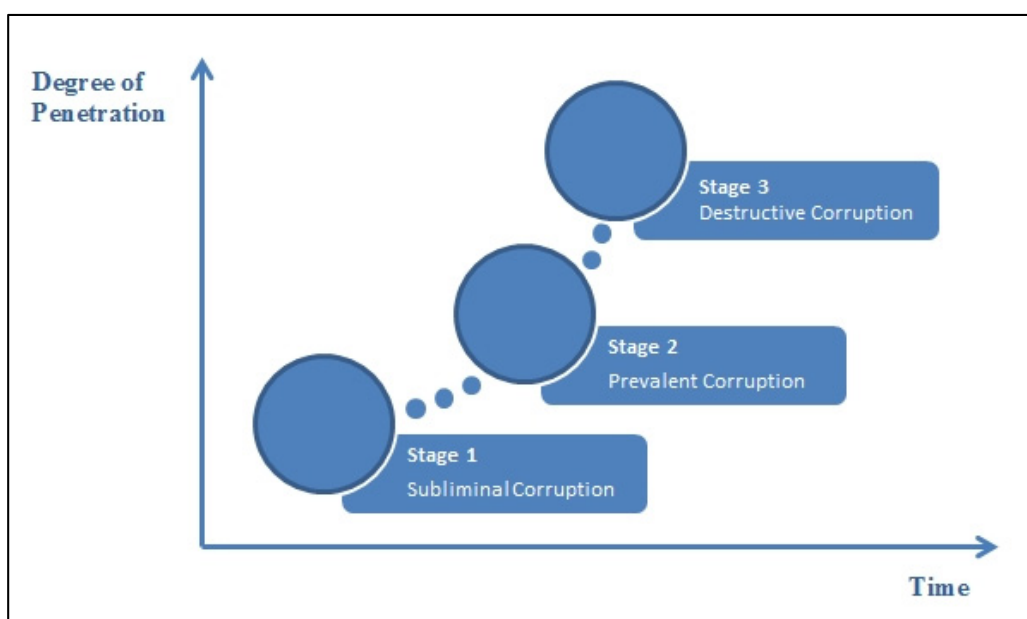 Degree of
Penetration
Stage 3
Destructive Corruption
Stage 2
Prevalent Corruption
Stage 1
Subliminal Corruption
Time